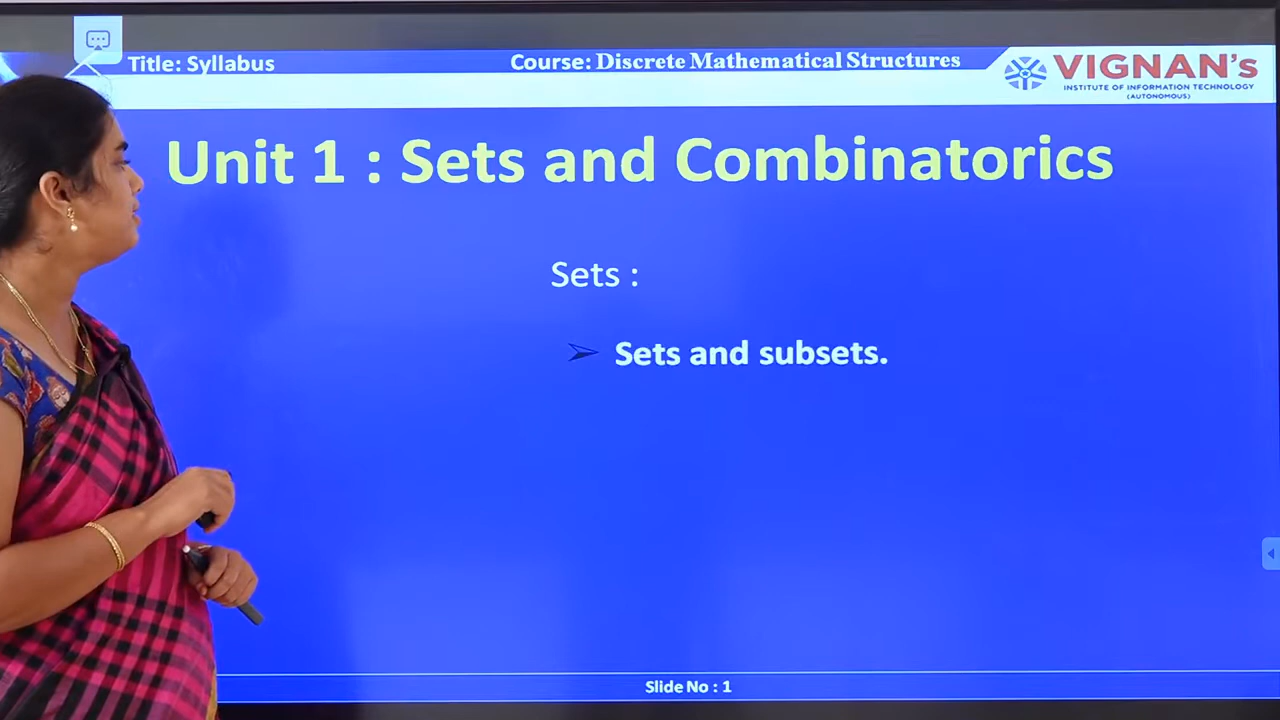 Title: Syllabus
Course: Discrete Mathematical Structures
VIGNAN's
INSTITUTE OF INFORMATION TECHNOLOGY
(AUTONOMOUS)
Unit 1 : Sets and Combinatorics
Sets :
➢ Sets and subsets.
Slide No : 1